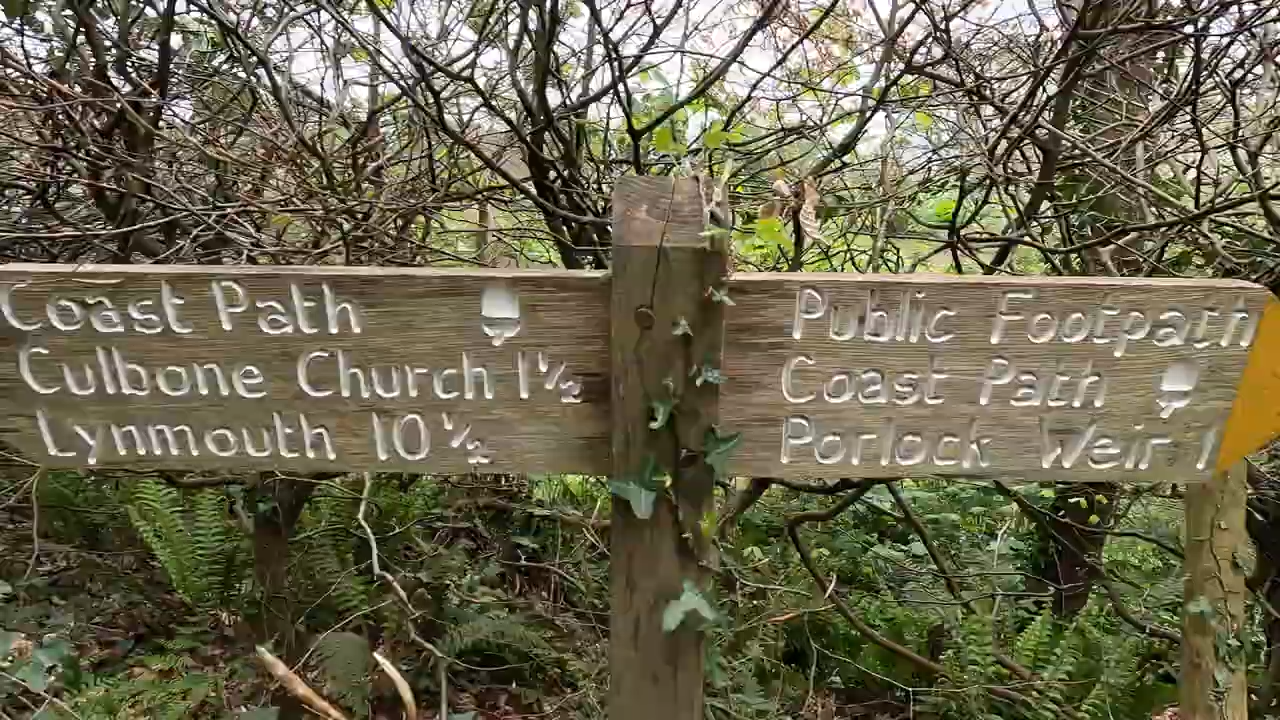 Coast Path
Culbone Church 1½
Lynmouth 10½
Public Footpath
Coast Path
Porlock Weir 1